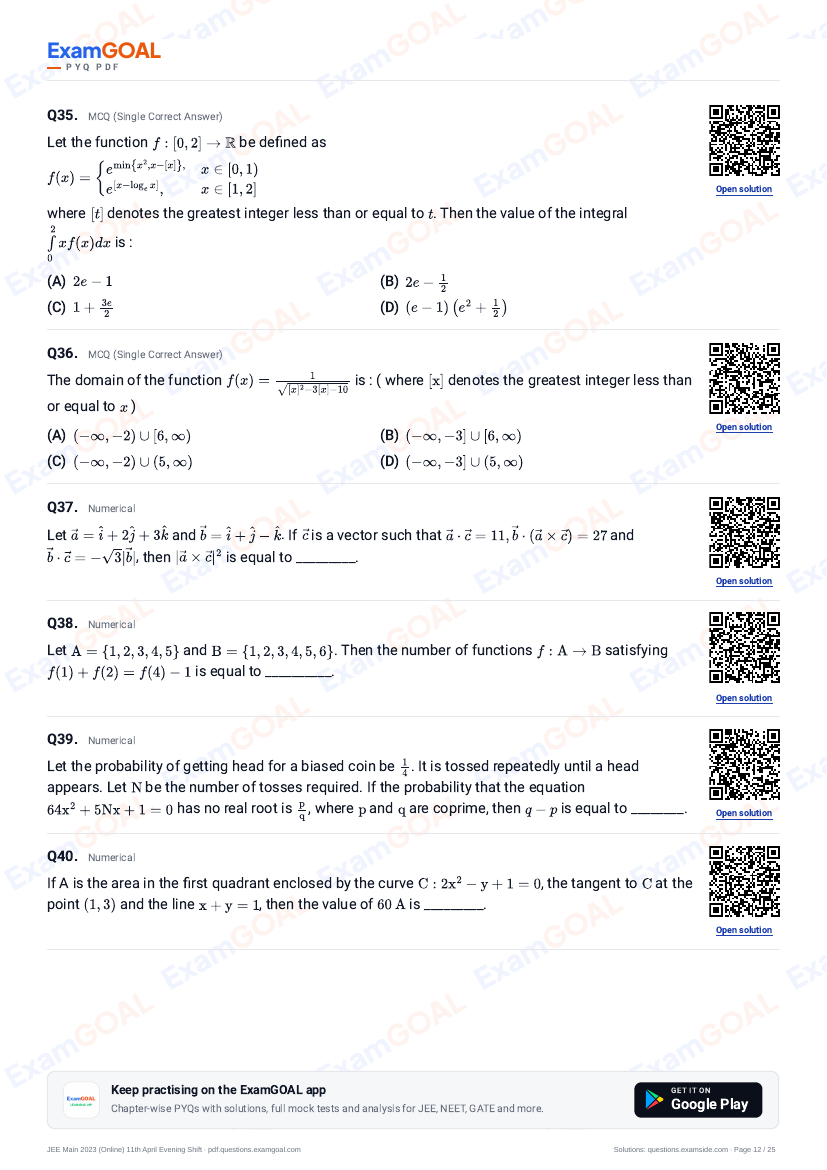 ExamGOAL
PYQ PDF
Q35. MCQ (Single Correct Answer)
Let the function f : [0, 2] → ℝ be defined as
f(x) = { e^{min{x², x−[x]}}, x ∈ [0, 1)
e^{[x−logₑ x]}, x ∈ [1, 2]
where [t] denotes the greatest integer less than or equal to t. Then the value of the integral
∫₀² xf(x)dx is :
(A) 2e − 1 (B) 2e − 1/2
(C) 1 + 3e/2 (D) (e − 1)(e² + 1/2)
Open solution
Q36. MCQ (Single Correct Answer)
The domain of the function f(x) = 1/√([x]²−3[x]−10) is : ( where [x] denotes the greatest integer less than
or equal to x )
(A) (−∞, −2) ∪ [6, ∞) (B) (−∞, −3] ∪ [6, ∞)
(C) (−∞, −2) ∪ (5, ∞) (D) (−∞, −3] ∪ (5, ∞)
Open solution
Q37. Numerical
Let a⃗ = î + 2ĵ + 3k̂ and b⃗ = î + ĵ − k̂. If c⃗ is a vector such that a⃗ · c⃗ = 11, b⃗ · (a⃗ × c⃗) = 27 and
b⃗ · c⃗ = −√3|b⃗|, then |a⃗ × c⃗|² is equal to _________.
Open solution
Q38. Numerical
Let A = {1, 2, 3, 4, 5} and B = {1, 2, 3, 4, 5, 6}. Then the number of functions f : A → B satisfying
f(1) + f(2) = f(4) − 1 is equal to __________.
Open solution
Q39. Numerical
Let the probability of getting head for a biased coin be 1/4. It is tossed repeatedly until a head
appears. Let N be the number of tosses required. If the probability that the equation
64x² + 5Nx + 1 = 0 has no real root is p/q, where p and q are coprime, then q − p is equal to ________.
Open solution
Q40. Numerical
If A is the area in the first quadrant enclosed by the curve C : 2x² − y + 1 = 0, the tangent to C at the
point (1, 3) and the line x + y = 1, then the value of 60 A is _________.
Open solution
Keep practising on the ExamGOAL app
Chapter-wise PYQs with solutions, full mock tests and analysis for JEE, NEET, GATE and more.
GET IT ON
Google Play
JEE Main 2023 (Online) 11th April Evening Shift · pdf.questions.examgoal.com Solutions: questions.examside.com · Page 12 / 25